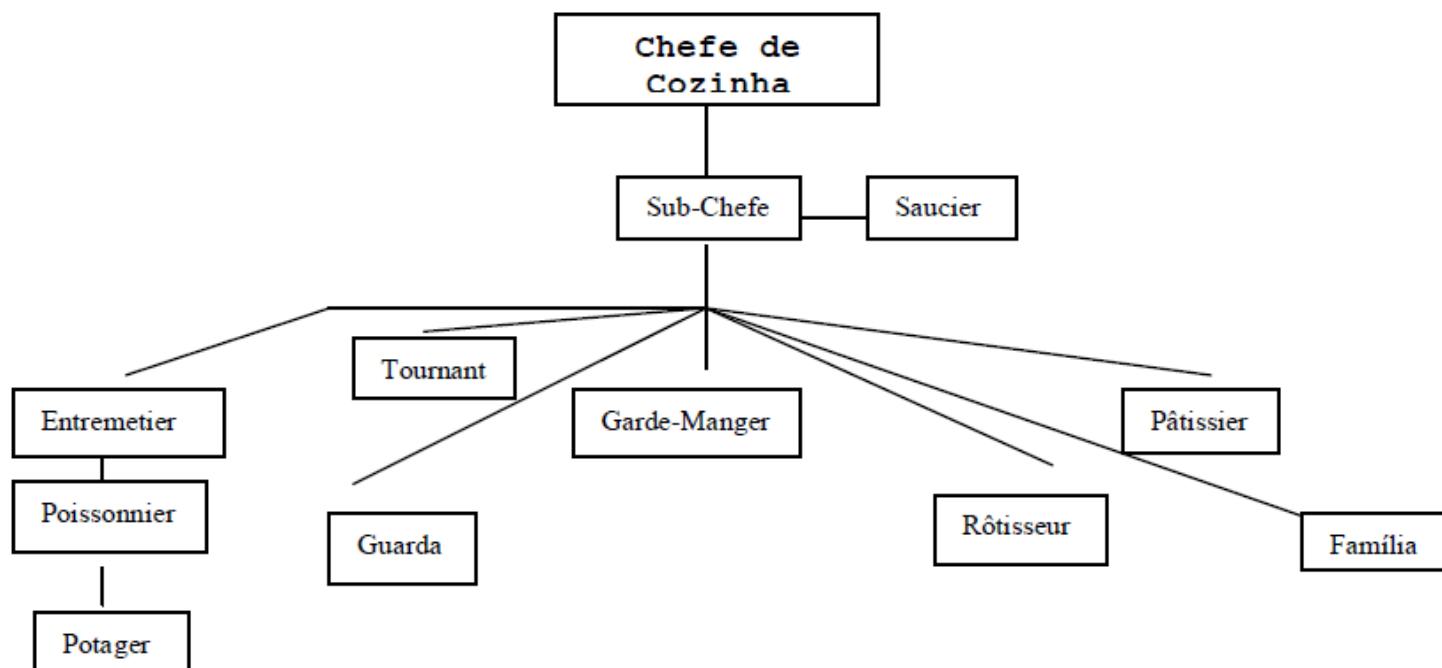 Chefe de
Cozinha
Sub-Chefe
Saucier
Tournant
Entremetier
Garde-Manger
Pâtissier
Poissonnier
Guarda
Rôtisseur
Família
Potager